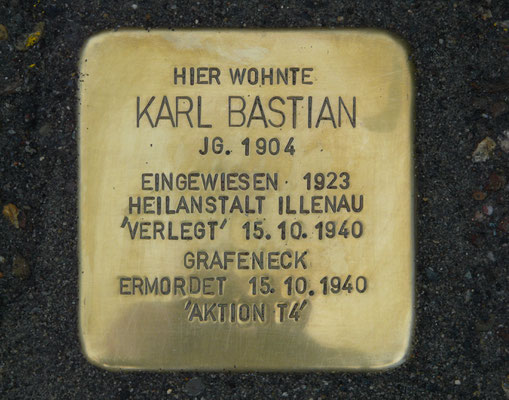 HIER WOHNTE
KARL BASTIAN
JG. 1904
EINGEWIESEN 1923
HEILANSTALT ILLENAU
'VERLEGT' 15.10.1940
GRAFENECK
ERMORDET 15.10.1940
'AKTION T4'